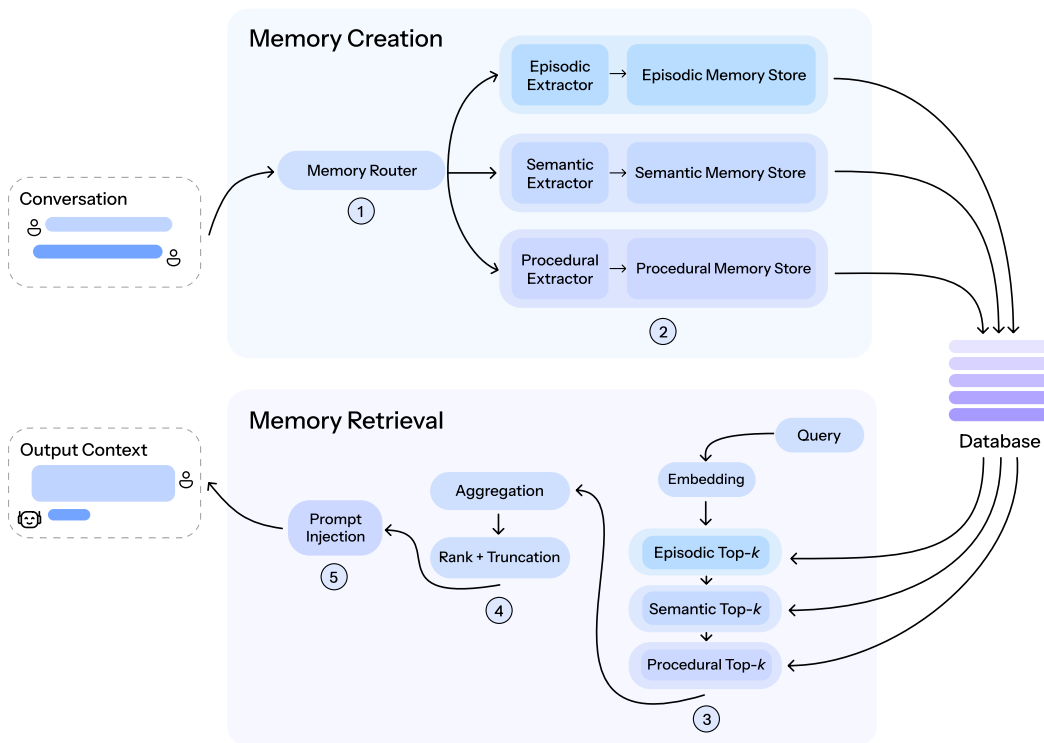 Memory Creation
Episodic
Extractor
Episodic Memory Store
Memory Router
1
Semantic
Extractor
Semantic Memory Store
Conversation
Procedural
Extractor
Procedural Memory Store
2
Database
Memory Retrieval
Query
Output Context
Embedding
Aggregation
Prompt
Injection
Rank + Truncation
Episodic Top-k
5
4
Semantic Top-k
Procedural Top-k
3